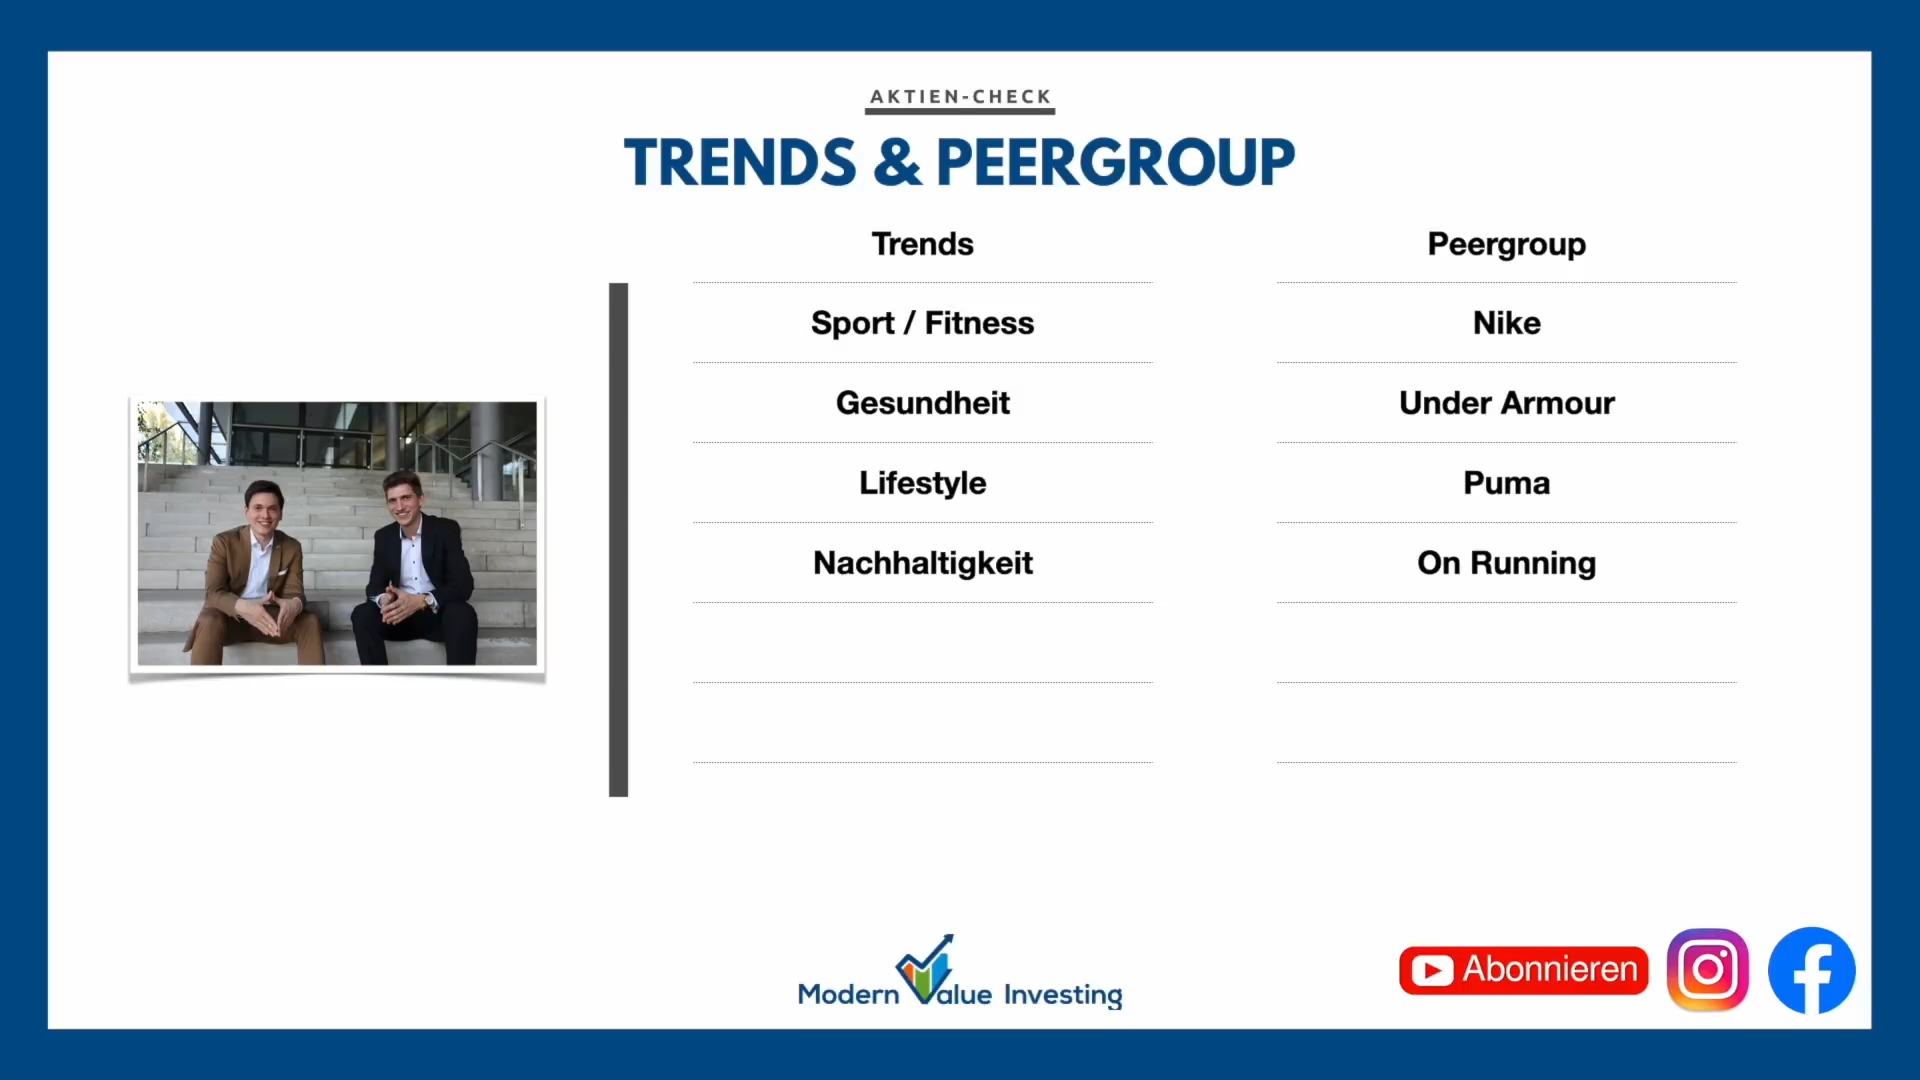 AKTIEN-CHECK
TRENDS & PEERGROUP
Trends
Sport / Fitness
Gesundheit
Lifestyle
Nachhaltigkeit
Peergroup
Nike
Under Armour
Puma
On Running
Modern Value Investing
Abonnieren